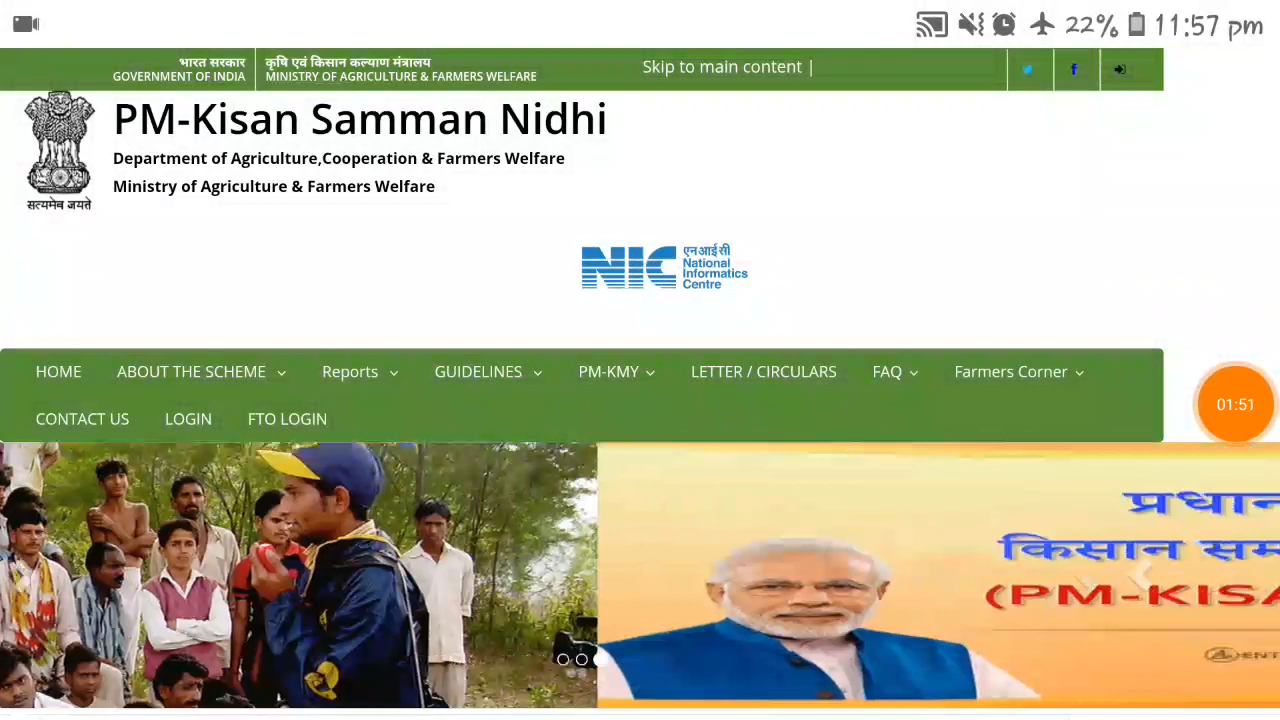 22% 11:57 pm
भारत सरकार
GOVERNMENT OF INDIA
कृषि एवं किसान कल्याण मंत्रालय
MINISTRY OF AGRICULTURE & FARMERS WELFARE
Skip to main content |
PM-Kisan Samman Nidhi
Department of Agriculture,Cooperation & Farmers Welfare
Ministry of Agriculture & Farmers Welfare
सत्यमेव जयते
NIC
एनआईसी
National
Informatics
Centre
HOME ABOUT THE SCHEME Reports GUIDELINES PM-KMY LETTER / CIRCULARS FAQ Farmers Corner
01:51
CONTACT US LOGIN FTO LOGIN
प्रधान
किसान सम
(PM-KISA
ENT